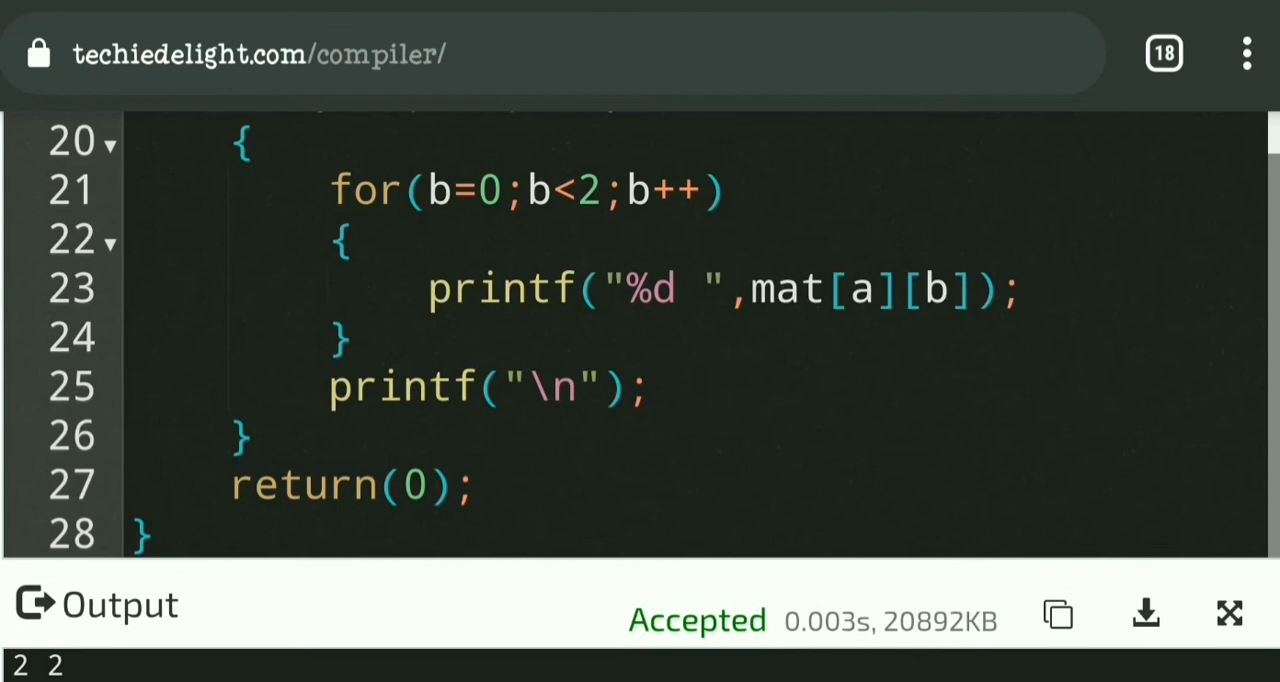 techiedelight.com/compiler/ 18
20 {
21 for(b=0;b<2;b++)
22 {
23 printf("%d ",mat[a][b]);
24 }
25 printf("\n");
26 }
27 return(0);
28 }
Output Accepted 0.003s, 20892KB
2 2